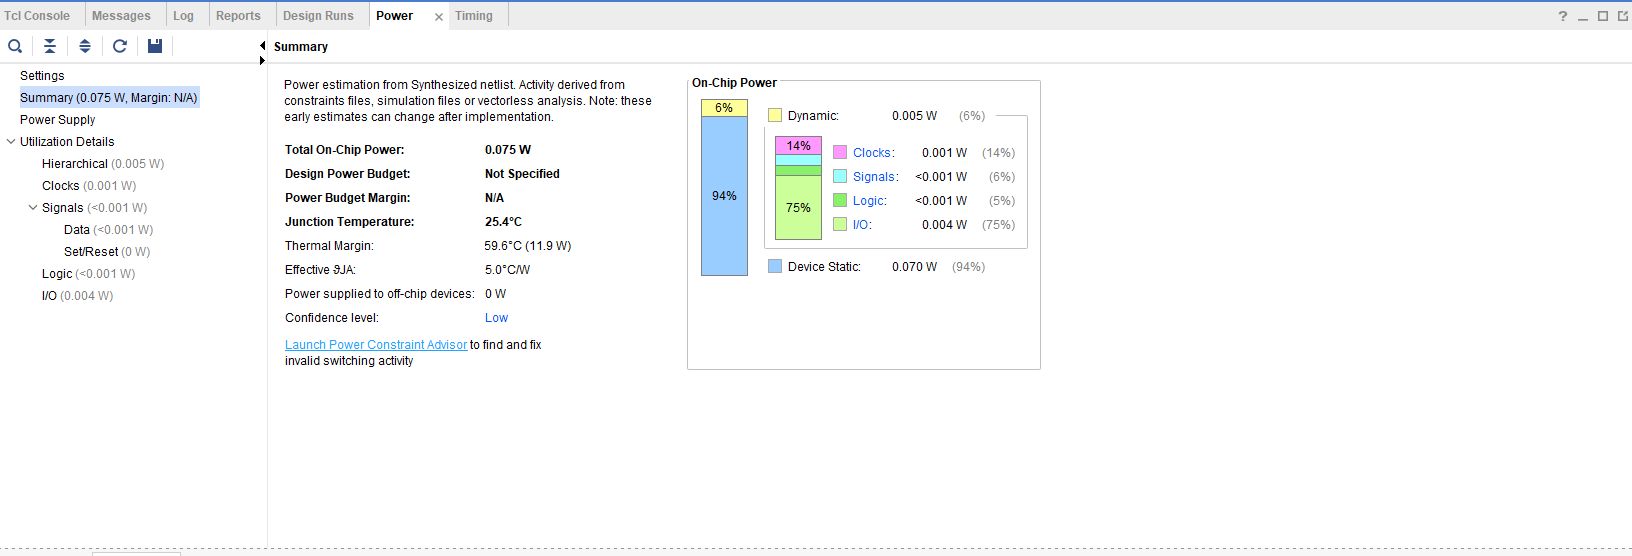 Tcl Console Messages Log Reports Design Runs Power × Timing
?
Summary
Settings
Summary (0.075 W, Margin: N/A)
Power Supply
Utilization Details
Hierarchical (0.005 W)
Clocks (0.001 W)
Signals (<0.001 W)
Data (<0.001 W)
Set/Reset (0 W)
Logic (<0.001 W)
I/O (0.004 W)
Power estimation from Synthesized netlist. Activity derived from
constraints files, simulation files or vectorless analysis. Note: these
early estimates can change after implementation.
Total On-Chip Power: 0.075 W
Design Power Budget: Not Specified
Power Budget Margin: N/A
Junction Temperature: 25.4°C
Thermal Margin: 59.6°C (11.9 W)
Effective ϑJA: 5.0°C/W
Power supplied to off-chip devices: 0 W
Confidence level: Low
Launch Power Constraint Advisor to find and fix
invalid switching activity
On-Chip Power
6%
94%
Dynamic: 0.005 W (6%)
14%
75%
Clocks: 0.001 W (14%)
Signals: <0.001 W (6%)
Logic: <0.001 W (5%)
I/O: 0.004 W (75%)
Device Static: 0.070 W (94%)